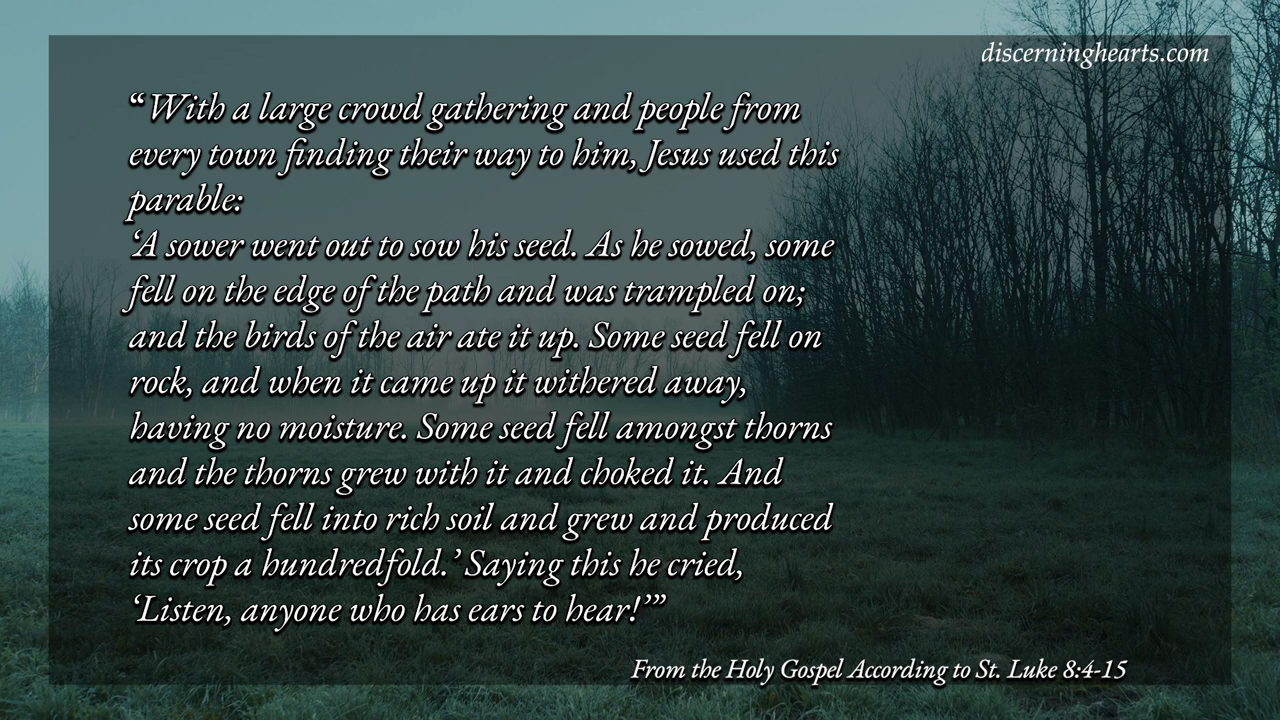 discerninghearts.com
“With a large crowd gathering and people from
every town finding their way to him, Jesus used this
parable:
‘A sower went out to sow his seed. As he sowed, some
fell on the edge of the path and was trampled on;
and the birds of the air ate it up. Some seed fell on
rock, and when it came up it withered away,
having no moisture. Some seed fell amongst thorns
and the thorns grew with it and choked it. And
some seed fell into rich soil and grew and produced
its crop a hundredfold.’ Saying this he cried,
‘Listen, anyone who has ears to hear!’”
From the Holy Gospel According to St. Luke 8:4-15